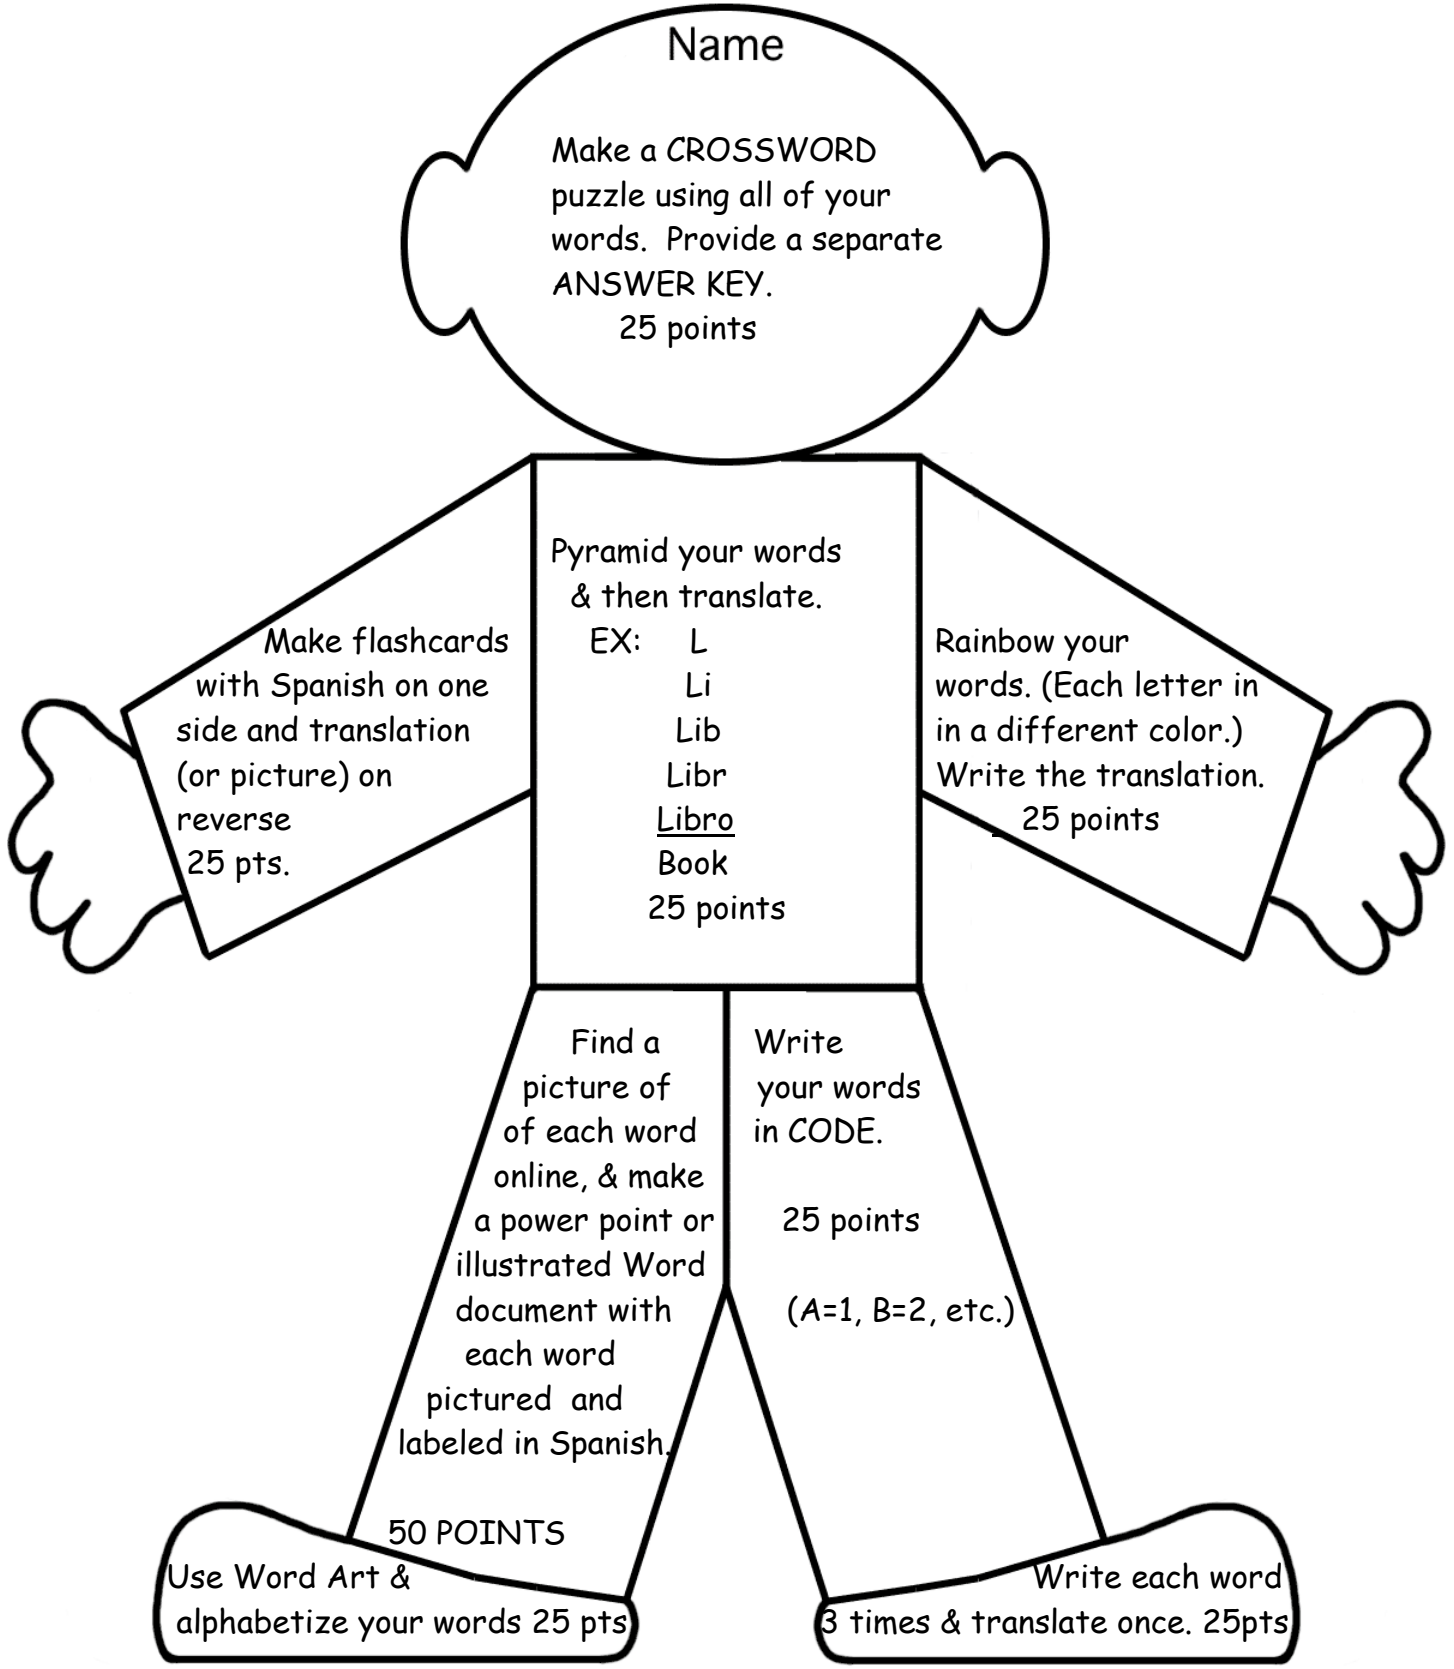 Name
Make a CROSSWORD
puzzle using all of your
words.  Provide a separate
ANSWER KEY.
25 points
Make flashcards
with Spanish on one
side and translation
(or picture) on
reverse
25 pts.
Pyramid your words
& then translate.
EX: L
Li
Lib
Libr
Libro
Book
25 points
Rainbow your
words. (Each letter in
in a different color.)
Write the translation.
25 points
Find a
picture of
of each word
online, & make
a power point or
illustrated Word
document with
each word
pictured  and
labeled in Spanish.
50 POINTS
Write
your words
in CODE.
25 points
(A=1, B=2, etc.)
Use Word Art &
alphabetize your words 25 pts
Write each word
3 times & translate once. 25pts